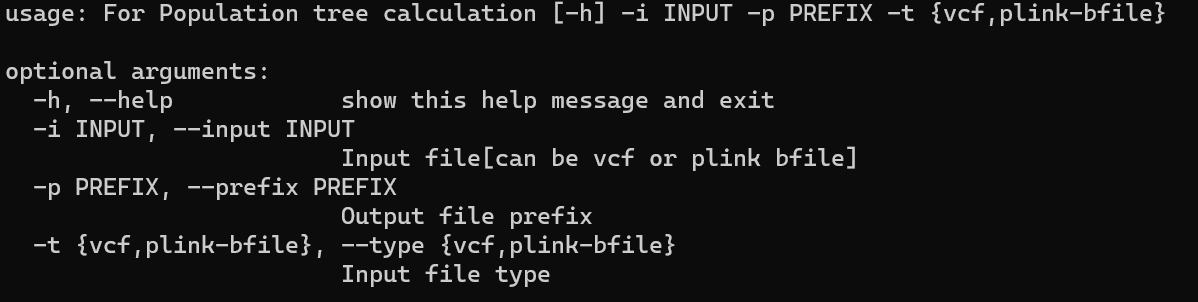 usage: For Population tree calculation [-h] -i INPUT -p PREFIX -t {vcf,plink-bfile}

optional arguments:
  -h, --help            show this help message and exit
  -i INPUT, --input INPUT
                        Input file[can be vcf or plink bfile]
  -p PREFIX, --prefix PREFIX
                        Output file prefix
  -t {vcf,plink-bfile}, --type {vcf,plink-bfile}
                        Input file type